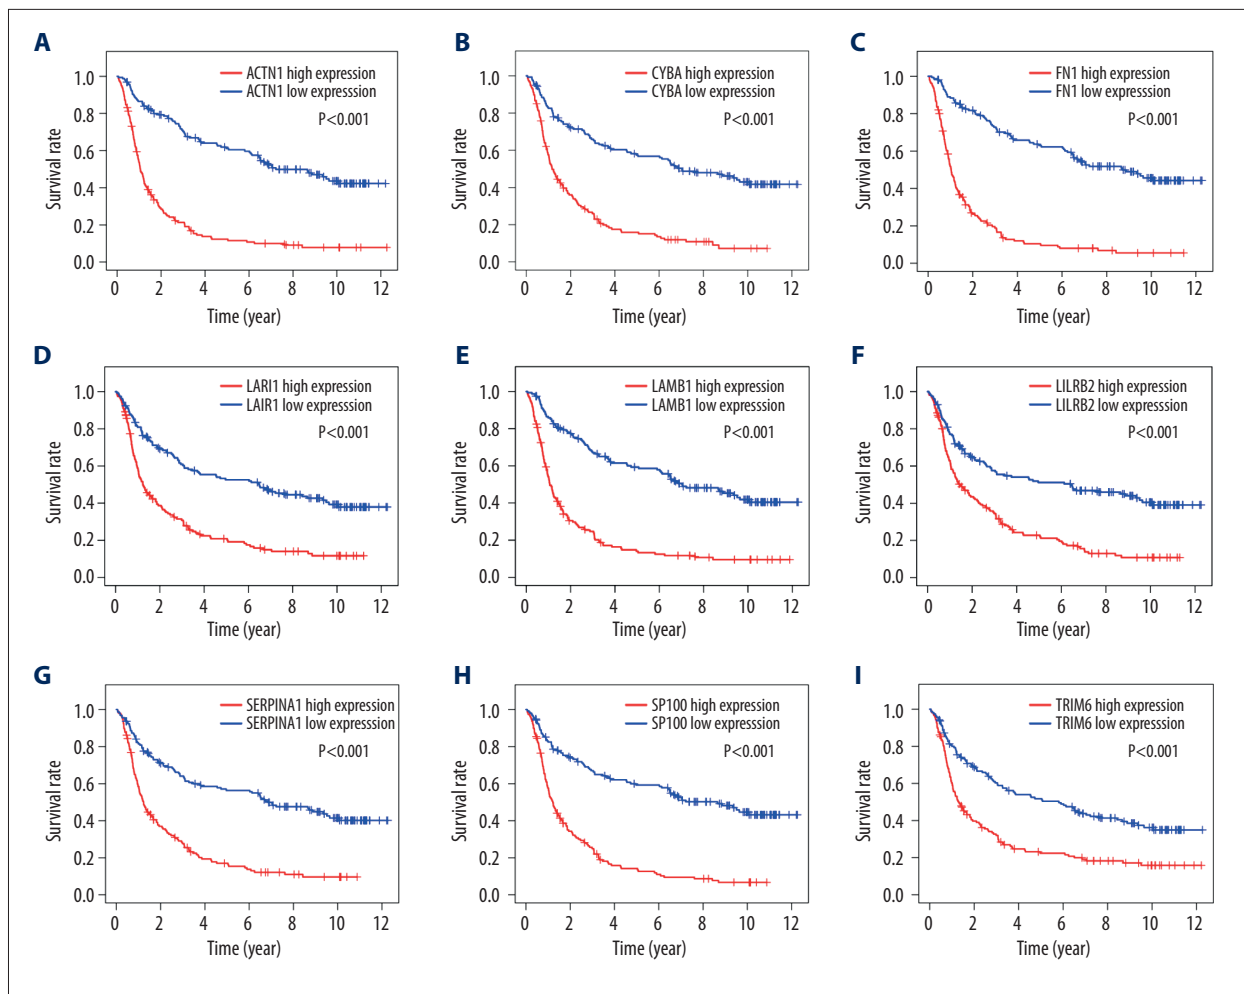 A
ACTN1 high expression
ACTN1 low expresssion
P<0.001
Survival rate
1.0
0.8
0.6
0.4
0.2
0.0
0 2 4 6 8 10 12
Time (year)
B
CYBA high expression
CYBA low expresssion
P<0.001
Survival rate
1.0
0.8
0.6
0.4
0.2
0.0
0 2 4 6 8 10 12
Time (year)
C
FN1 high expression
FN1 low expresssion
P<0.001
Survival rate
1.0
0.8
0.6
0.4
0.2
0.0
0 2 4 6 8 10 12
Time (year)
D
LARI1 high expression
LAIR1 low expresssion
P<0.001
Survival rate
1.0
0.8
0.6
0.4
0.2
0.0
0 2 4 6 8 10 12
Time (year)
E
LAMB1 high expression
LAMB1 low expresssion
P<0.001
Survival rate
1.0
0.8
0.6
0.4
0.2
0.0
0 2 4 6 8 10 12
Time (year)
F
LILRB2 high expression
LILRB2 low expresssion
P<0.001
Survival rate
1.0
0.8
0.6
0.4
0.2
0.0
0 2 4 6 8 10 12
Time (year)
G
SERPINA1 high expression
SERPINA1 low expresssion
P<0.001
Survival rate
1.0
0.8
0.6
0.4
0.2
0.0
0 2 4 6 8 10 12
Time (year)
H
SP100 high expression
SP100 low expresssion
P<0.001
Survival rate
1.0
0.8
0.6
0.4
0.2
0.0
0 2 4 6 8 10 12
Time (year)
I
TRIM6 high expression
TRIM6 low expresssion
P<0.001
Survival rate
1.0
0.8
0.6
0.4
0.2
0.0
0 2 4 6 8 10 12
Time (year)